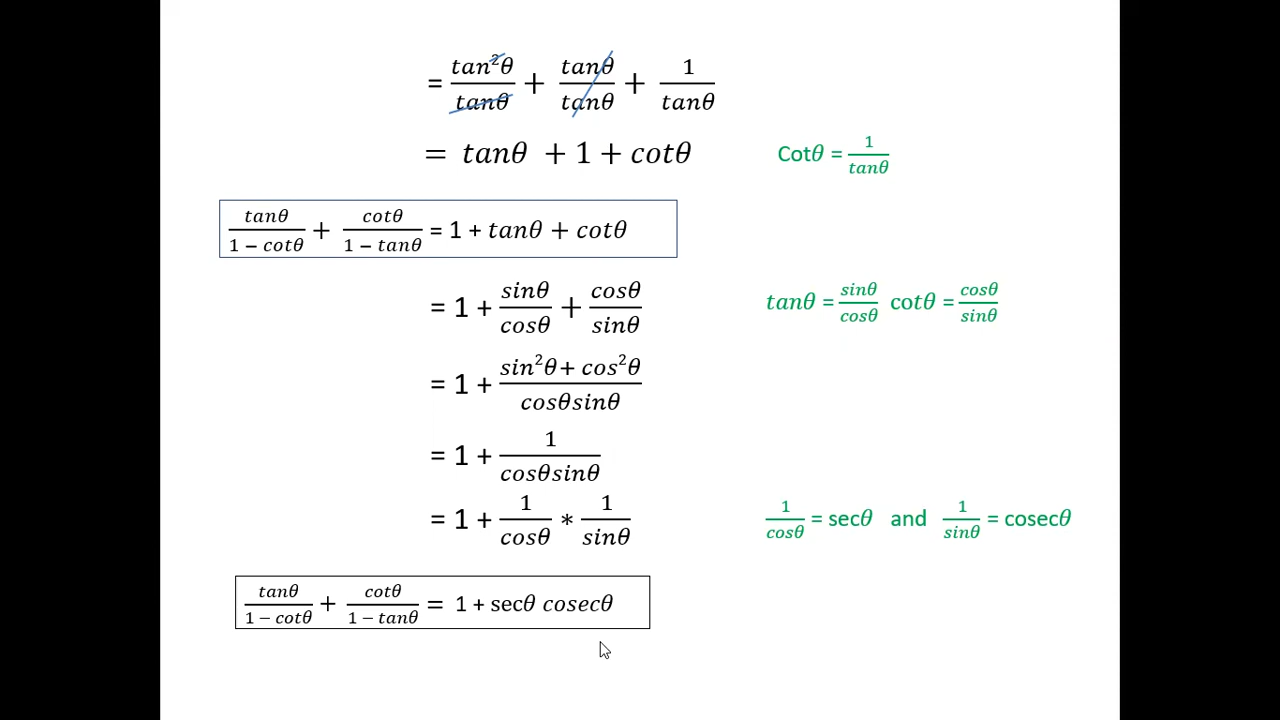 = tan²θ/tanθ + tanθ/tanθ + 1/tanθ
= tanθ + 1 + cotθ
Cotθ = 1/tanθ
tanθ/1 − cotθ + cotθ/1 − tanθ = 1 + tanθ + cotθ
= 1 + sinθ/cosθ + cosθ/sinθ
tanθ = sinθ/cosθ cotθ = cosθ/sinθ
= 1 + sin²θ + cos²θ/cosθsinθ
= 1 + 1/cosθsinθ
= 1 + 1/cosθ * 1/sinθ
1/cosθ = secθ and 1/sinθ = cosecθ
tanθ/1 − cotθ + cotθ/1 − tanθ = 1 + secθ cosecθ